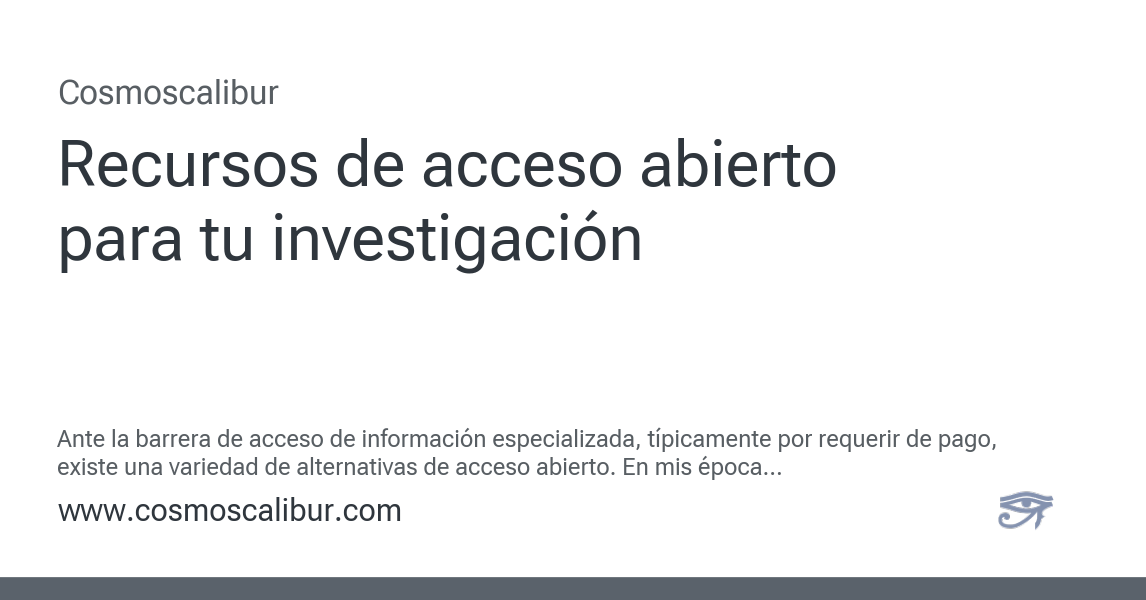 Cosmoscalibur
Recursos de acceso abierto
para tu investigación
Ante la barrera de acceso de información especializada, típicamente por requerir de pago,
existe una variedad de alternativas de acceso abierto. En mis época...
www.cosmoscalibur.com